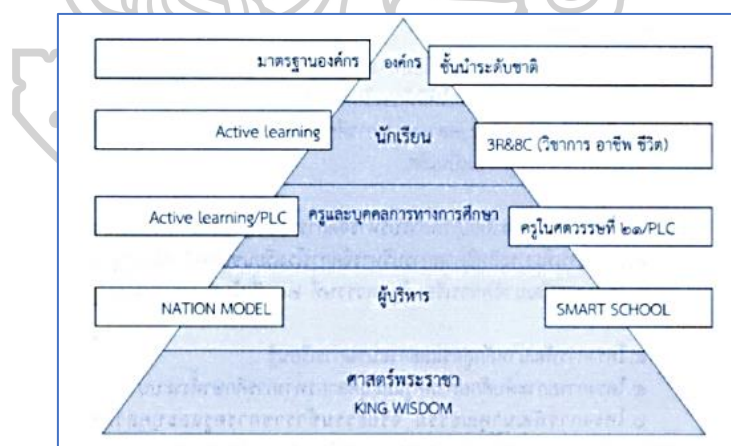 มาตรฐานองค์กร องค์กร ชั้นนำระดับชาติ
Active learning นักเรียน 3R&8C (วิชาการ อาชีพ ชีวิต)
Active learning/PLC ครูและบุคคลการทางการศึกษา ครูในศตวรรษที่ ๒๑/PLC
ผู้บริหาร
NATION MODEL SMART SCHOOL
ศาสตร์พระราชา
KING WISDOM